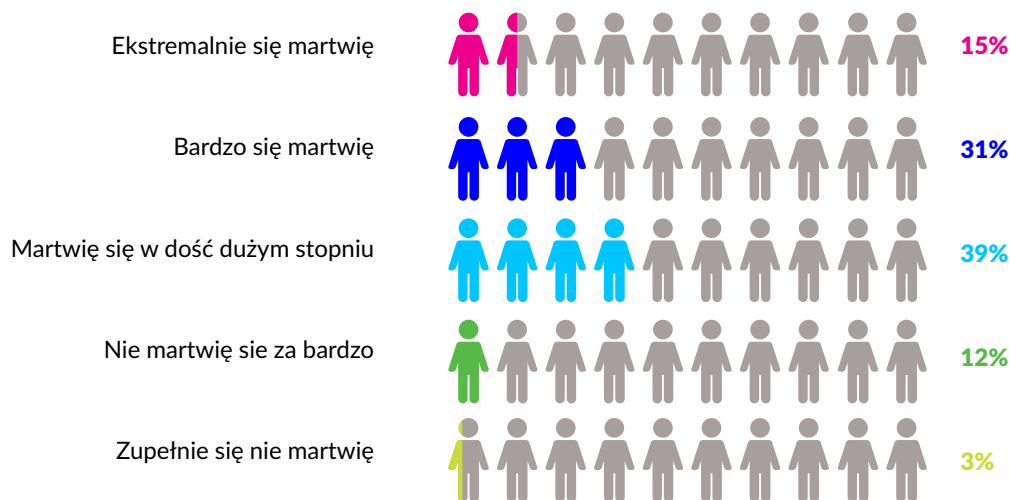 Ekstremalnie się martwię 15%
Bardzo się martwię 31%
Martwię się w dość dużym stopniu 39%
Nie martwię sie za bardzo 12%
Zupełnie się nie martwię 3%